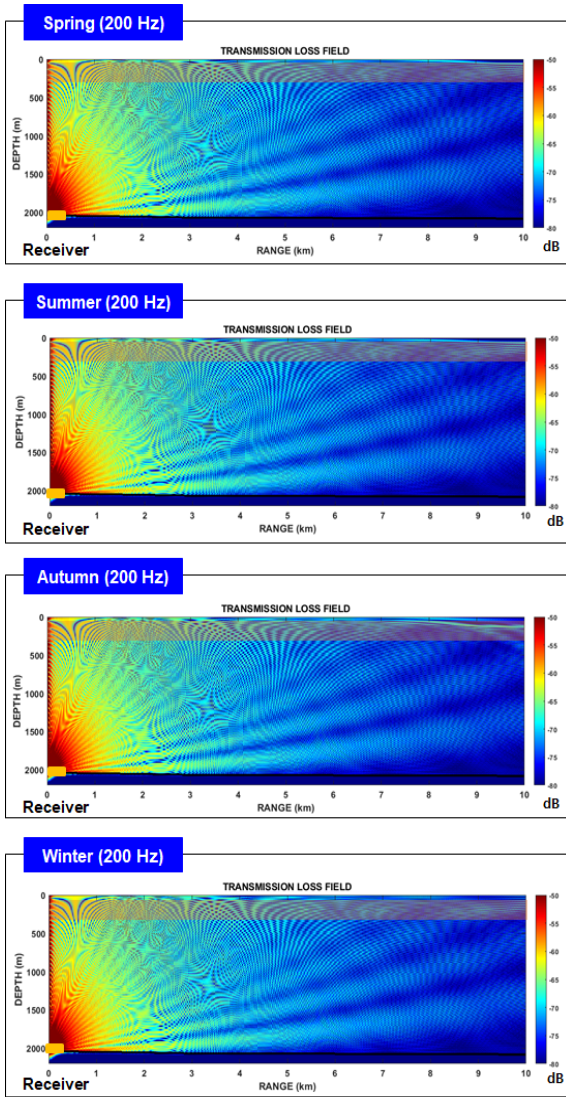 Spring (200 Hz)
TRANSMISSION LOSS FIELD
0
500
1000
1500
2000
DEPTH (m)
0 1 2 3 4 5 6 7 8 9 10
RANGE (km)
Receiver
-50
-55
-60
-65
-70
-75
-80
dB
Summer (200 Hz)
TRANSMISSION LOSS FIELD
0
500
1000
1500
2000
DEPTH (m)
0 1 2 3 4 5 6 7 8 9 10
RANGE (km)
Receiver
-50
-55
-60
-65
-70
-75
-80
dB
Autumn (200 Hz)
TRANSMISSION LOSS FIELD
0
500
1000
1500
2000
DEPTH (m)
0 1 2 3 4 5 6 7 8 9 10
RANGE (km)
Receiver
-50
-55
-60
-65
-70
-75
-80
dB
Winter (200 Hz)
TRANSMISSION LOSS FIELD
0
500
1000
1500
2000
DEPTH (m)
0 1 2 3 4 5 6 7 8 9 10
RANGE (km)
Receiver
-50
-55
-60
-65
-70
-75
-80
dB